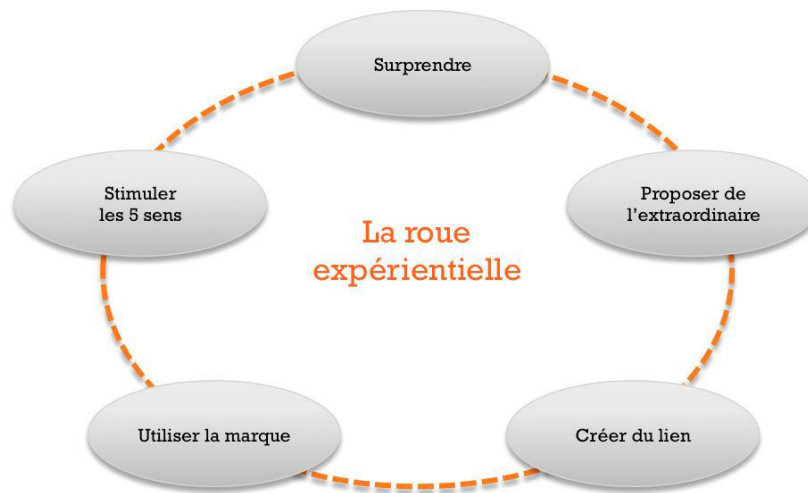 Surprendre
Proposer de
l'extraordinaire
Créer du lien
Utiliser la marque
Stimuler
les 5 sens
La roue
expérientielle